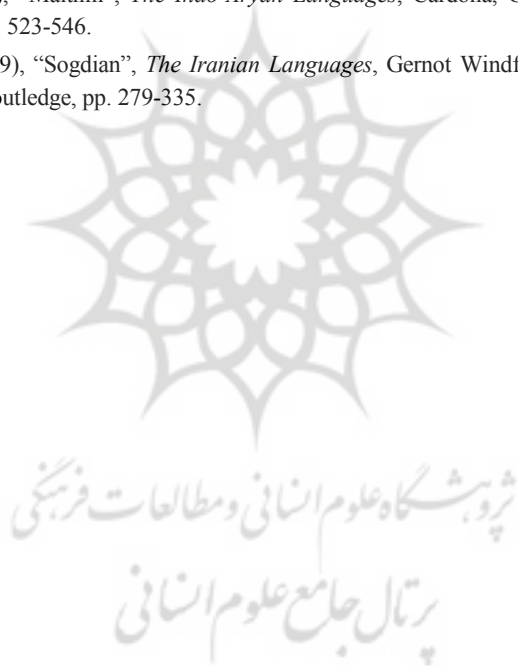 "Maithili", The Indo-Aryan Languages, Cardona, G
523-546.
9), “Sogdian”, The Iranian Languages, Gernot Windf
outledge, pp. 279-335.
پژوهشگاه علوم انسانی و مطالعات فرهنگی
پرتال جامع علوم انسانی